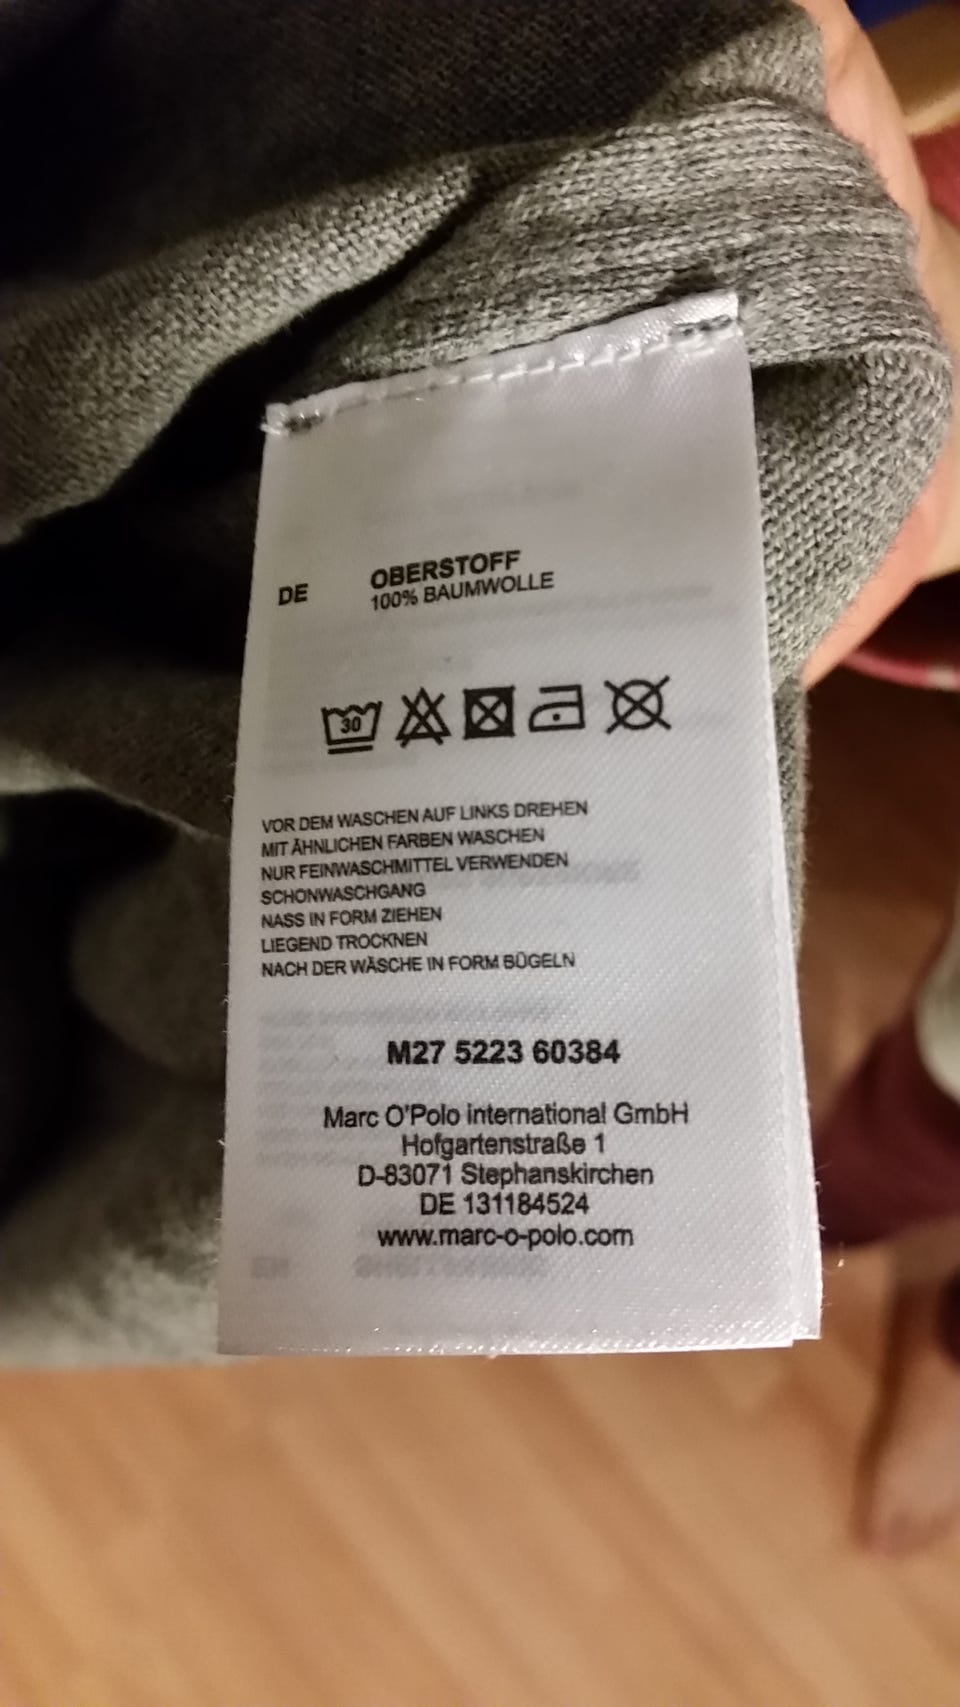 DE OBERSTOFF
100% BAUMWOLLE
30
VOR DEM WASCHEN AUF LINKS DREHEN
MIT ÄHNLICHEN FARBEN WASCHEN
NUR FEINWASCHMITTEL VERWENDEN
SCHONWASCHGANG
NASS IN FORM ZIEHEN
LIEGEND TROCKNEN
NACH DER WÄSCHE IN FORM BÜGELN
M27 5223 60384
Marc O'Polo international GmbH
Hofgartenstraße 1
D-83071 Stephanskirchen
DE 131184524
www.marc-o-polo.com